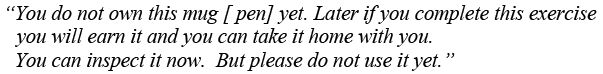 “You do not own this mug [ pen] yet. Later if you complete this exercise
you will earn it and you can take it home with you.
You can inspect it now.  But please do not use it yet.”